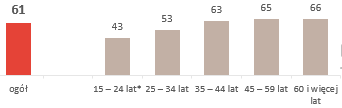 61
43
53
63
65
66
ogół
15 – 24 lat*
25 – 34 lat
35 – 44 lat
45 – 59 lat
60 i więcej
lat